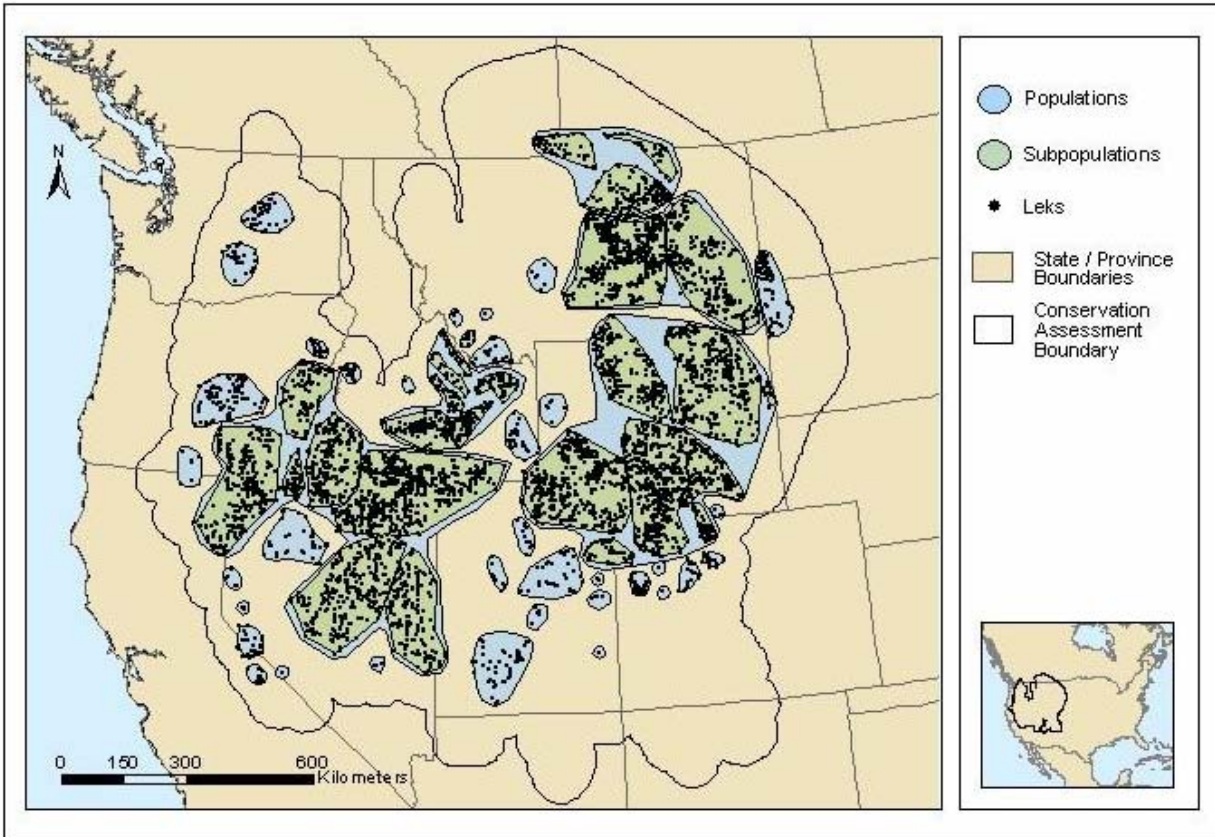 N
0 150 300 600
Kilometers
Populations
Subpopulations
Leks
State / Province
Boundaries
Conservation
Assessment
Boundary